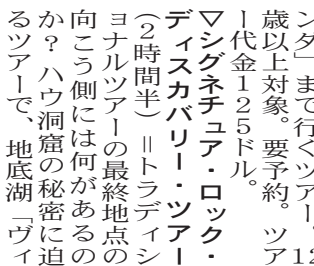 ンダ」まで行くツアー。12
歳以上対象。要予約。ツア
ー代金125ドル。
▽シグネチュア・ロック・
ディスカバリー・ツアー
(2時間半)=トラディシ
ョナルツアーの最終地点の
向こう側には何があるの
か? ハウ洞窟の秘密に迫
るツアーで、地底湖「ヴィ